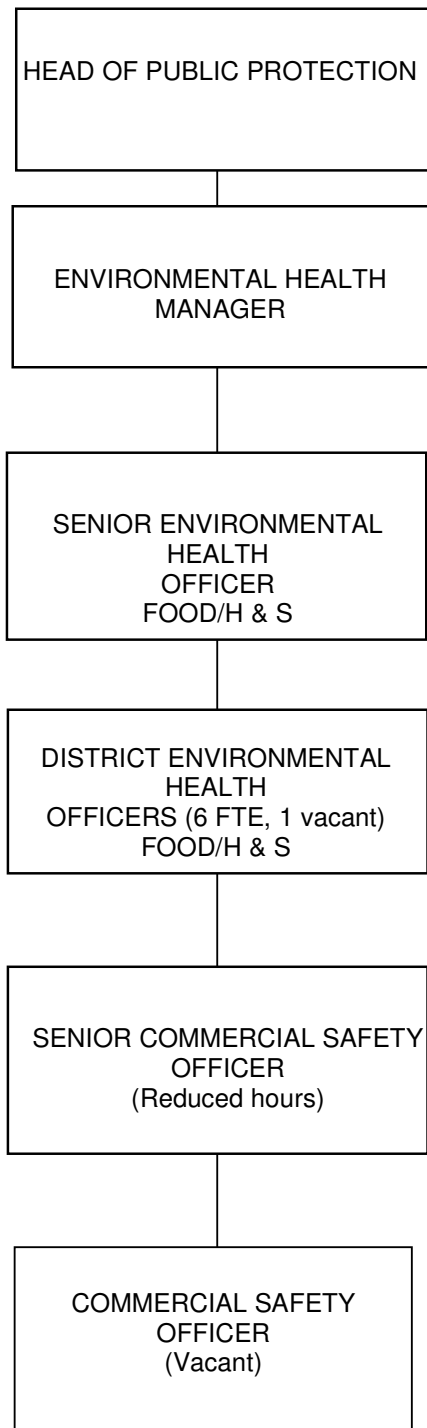 HEAD OF PUBLIC PROTECTION
ENVIRONMENTAL HEALTH
MANAGER
SENIOR ENVIRONMENTAL
HEALTH
OFFICER
FOOD/H & S
DISTRICT ENVIRONMENTAL
HEALTH
OFFICERS (6 FTE, 1 vacant)
FOOD/H & S
SENIOR COMMERCIAL SAFETY
OFFICER
(Reduced hours)
COMMERCIAL SAFETY
OFFICER
(Vacant)